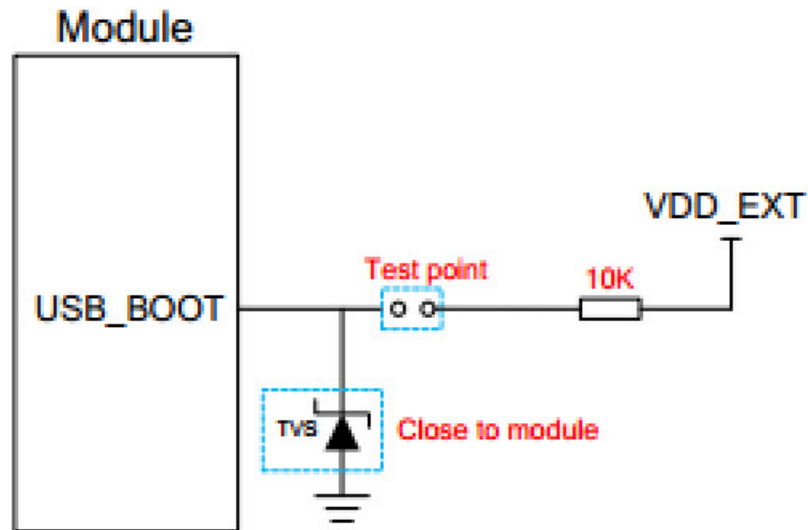 Module
VDD_EXT
Test point
10K
USB_BOOT
TVS
Close to module